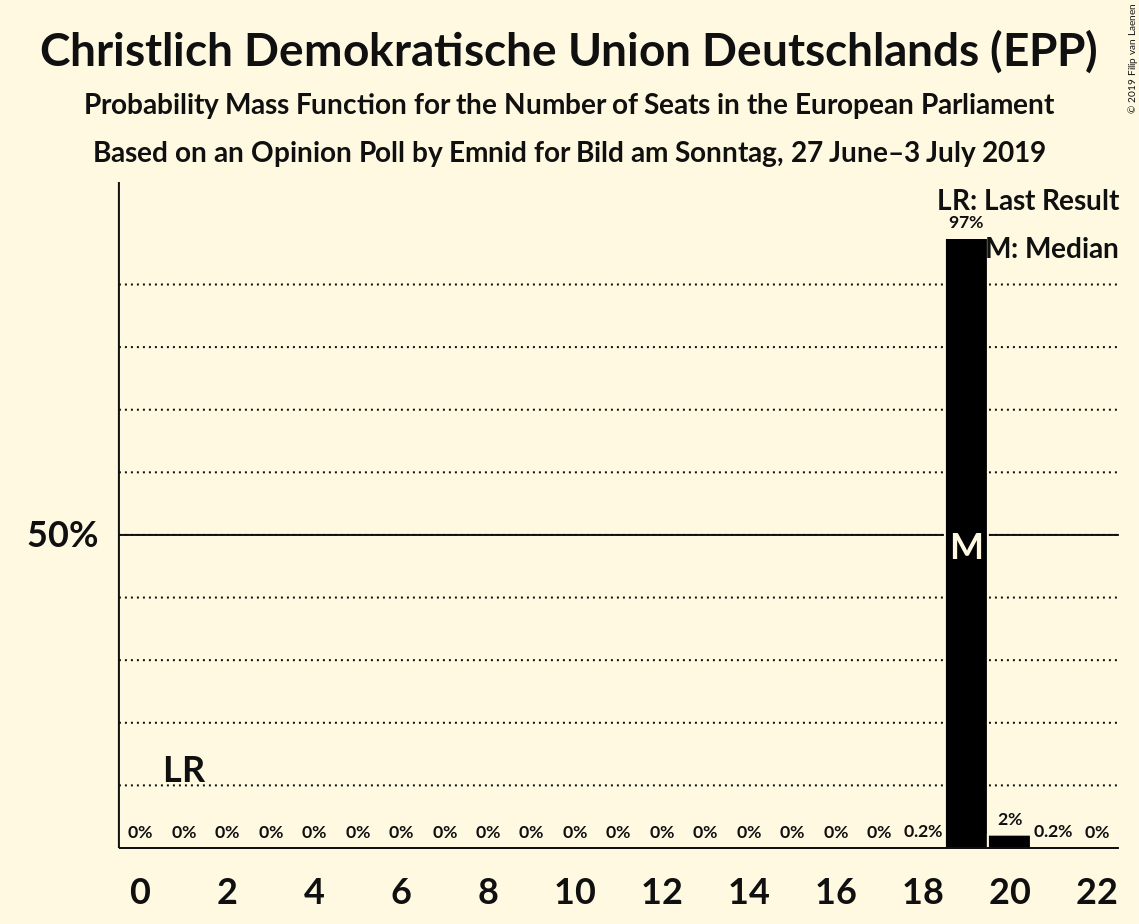 Christlich Demokratische Union Deutschlands (EPP)
Probability Mass Function for the Number of Seats in the European Parliament
Based on an Opinion Poll by Emnid for Bild am Sonntag, 27 June–3 July 2019
© 2019 Filip van Laenen
LR: Last Result
97%
M: Median
50%
M
LR
0% 0% 0% 0% 0% 0% 0% 0% 0% 0% 0% 0% 0% 0% 0% 0% 0% 0% 0.2% 2% 0.2% 0%
0 2 4 6 8 10 12 14 16 18 20 22